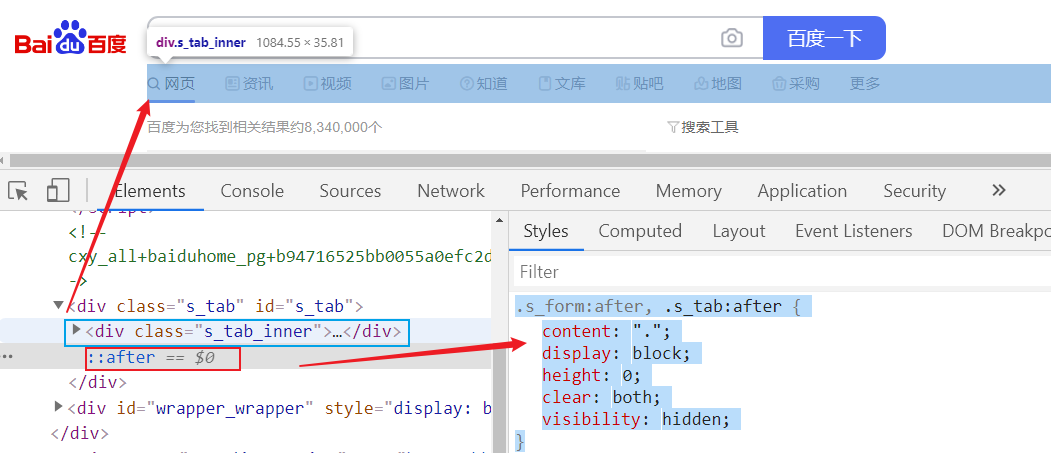 Bai du 百度
div.s_tab_inner 1084.55 × 35.81
百度一下
网页 资讯 视频 图片 知道 文库 贴吧 地图 采购 更多
百度为您找到相关结果约8,340,000个 搜索工具
Elements Console Sources Network Performance Memory Application Security »
</script>
<!--
cxy_all+baiduhome_pg+b94716525bb0055a0efc2d
->
▼<div class="s_tab" id="s_tab">
▶<div class="s_tab_inner">…</div>
::after == $0
</div>
▶<div id="wrapper_wrapper" style="display: b
</div>
Styles Computed Layout Event Listeners DOM Breakpo
Filter
.s_form:after, .s_tab:after {
content: ".";
display: block;
height: 0;
clear: both;
visibility: hidden;
}